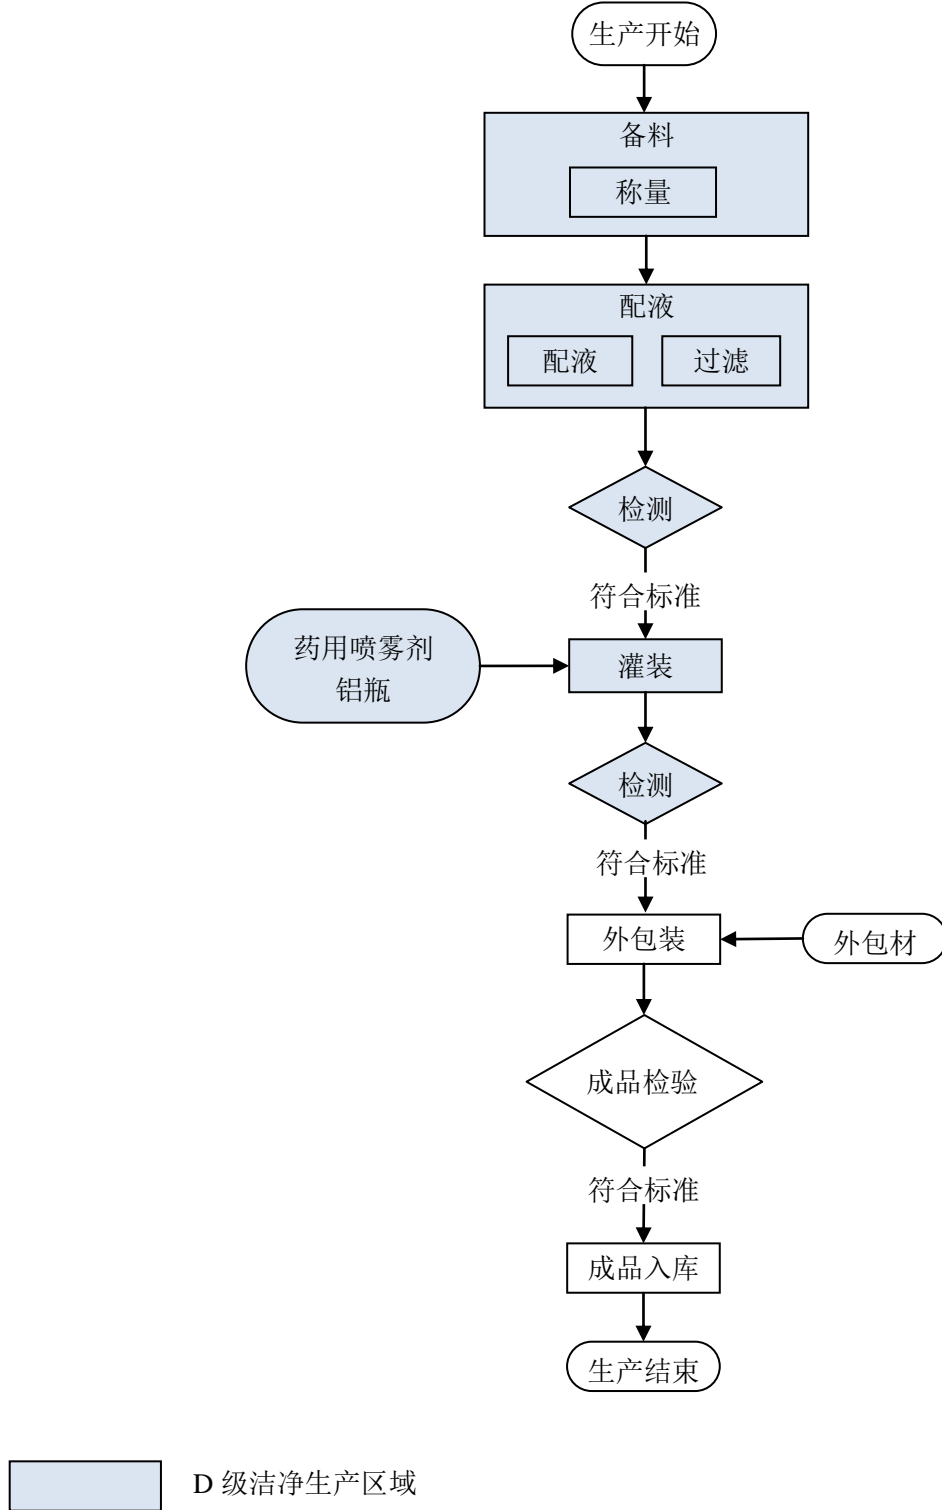 生产开始
备料
称量
配液
配液
过滤
检测
符合标准
药用喷雾剂
铝瓶
灌装
检测
符合标准
外包装
外包材
成品检验
符合标准
成品入库
生产结束
D 级洁净生产区域